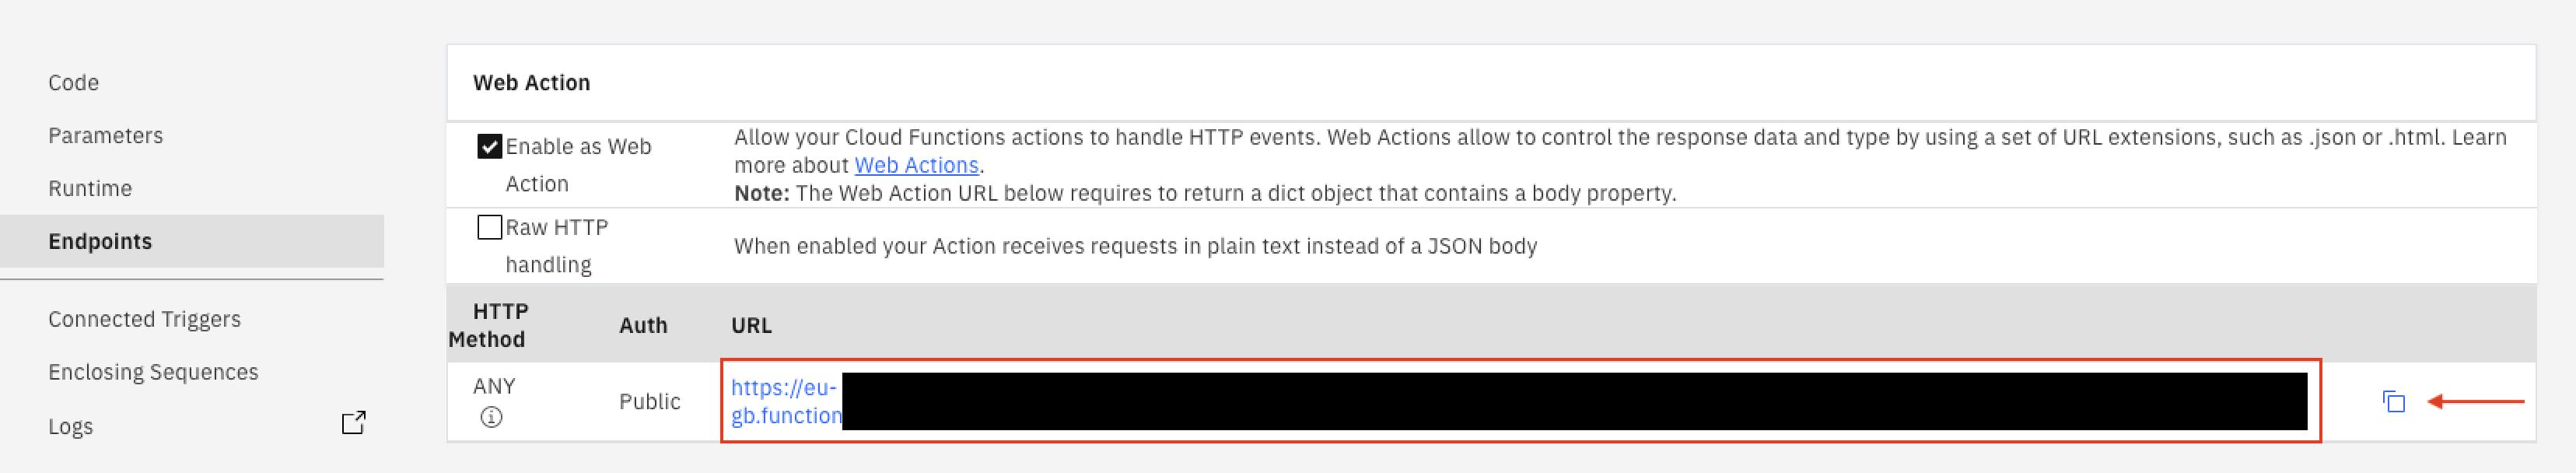 Code
Parameters
Runtime
Endpoints
Connected Triggers
Enclosing Sequences
Logs
Web Action
Enable as Web
Action
Allow your Cloud Functions actions to handle HTTP events. Web Actions allow to control the response data and type by using a set of URL extensions, such as .json or .html. Learn
more about Web Actions.
Note: The Web Action URL below requires to return a dict object that contains a body property.
Raw HTTP
handling
When enabled your Action receives requests in plain text instead of a JSON body
HTTP
Method
Auth
URL
ANY
Public
https://eu-
gb.function